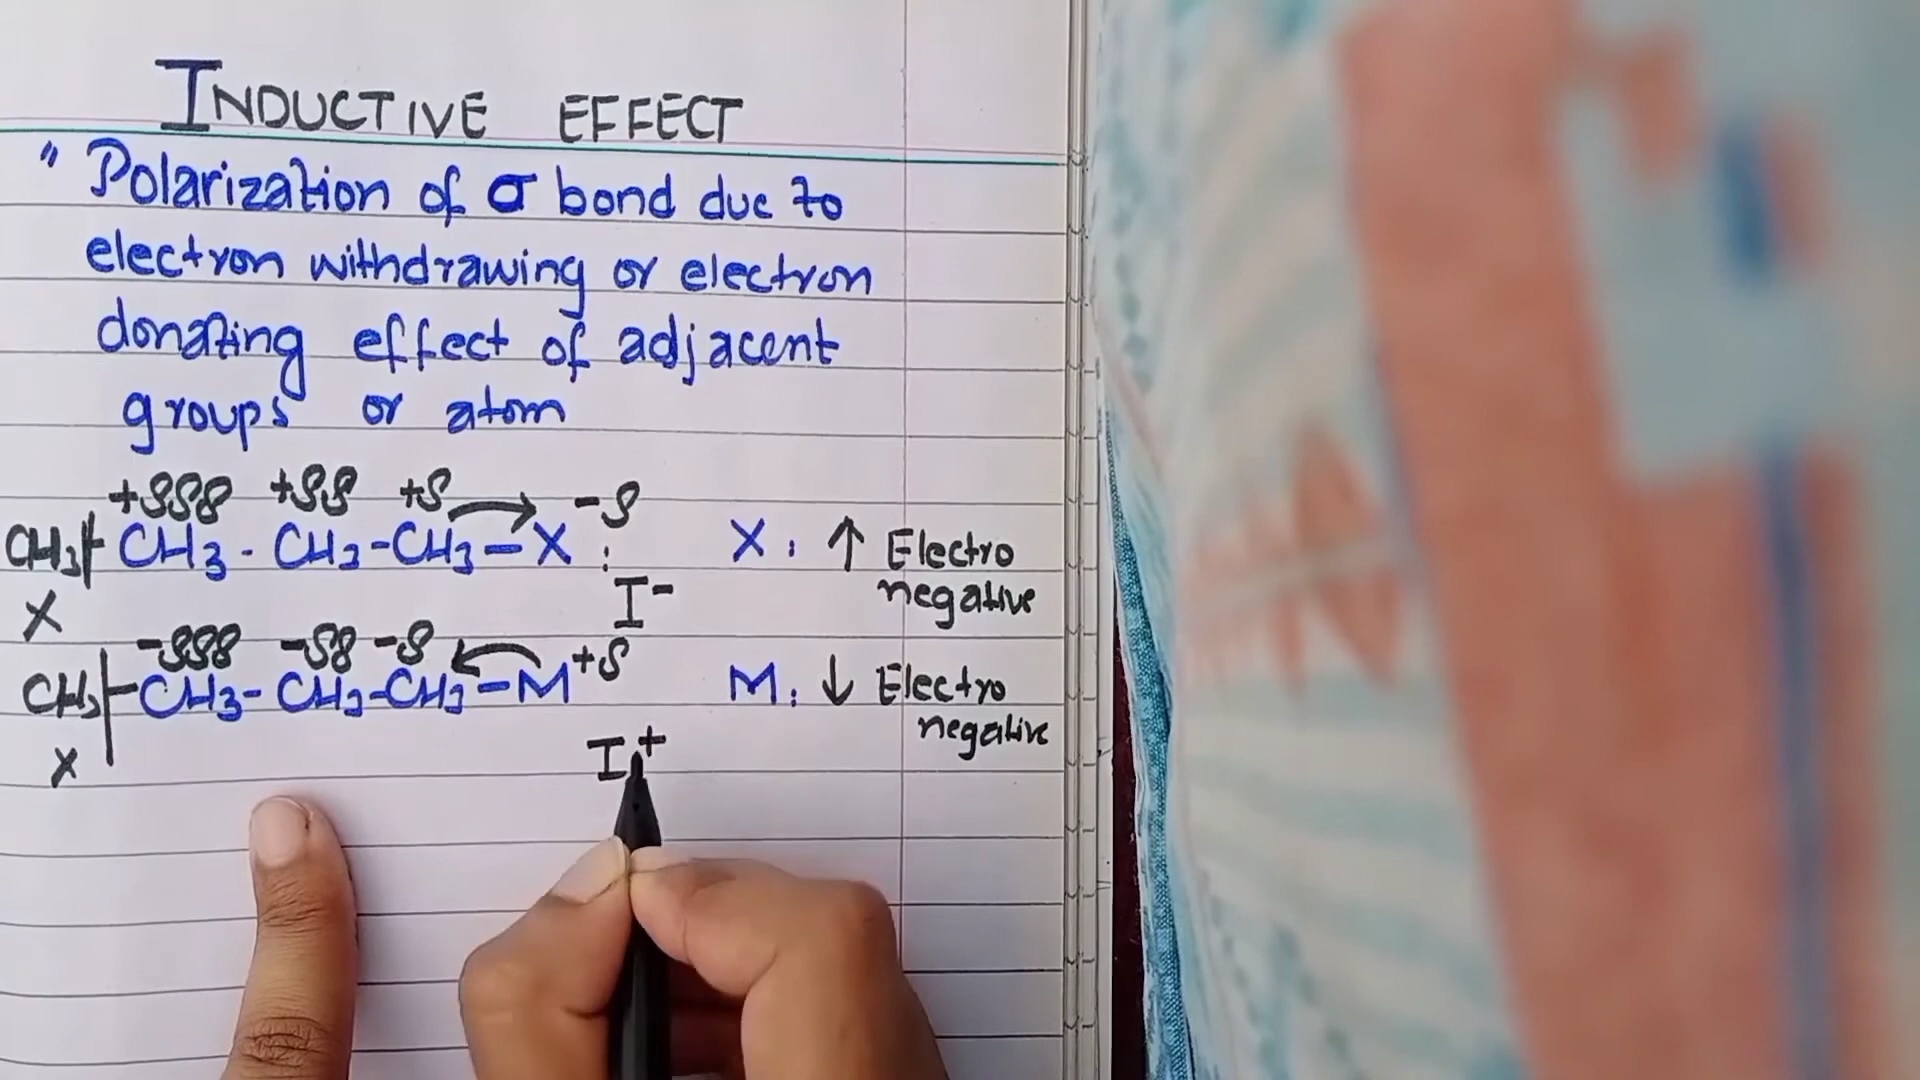 INDUCTIVE EFFECT
" Polarization of σ bond due to
electron withdrawing or electron
donating effect of adjacent
groups or atom
+δδδ +δδ +δ -δ
CH3 CH3 - CH2 - CH2 - X X: ↑ Electro
negative
X I-
-δδδ -δδ -δ +δ
CH3 - CH3 - CH2 - CH2 - M M: ↓ Electro
negative
X I+